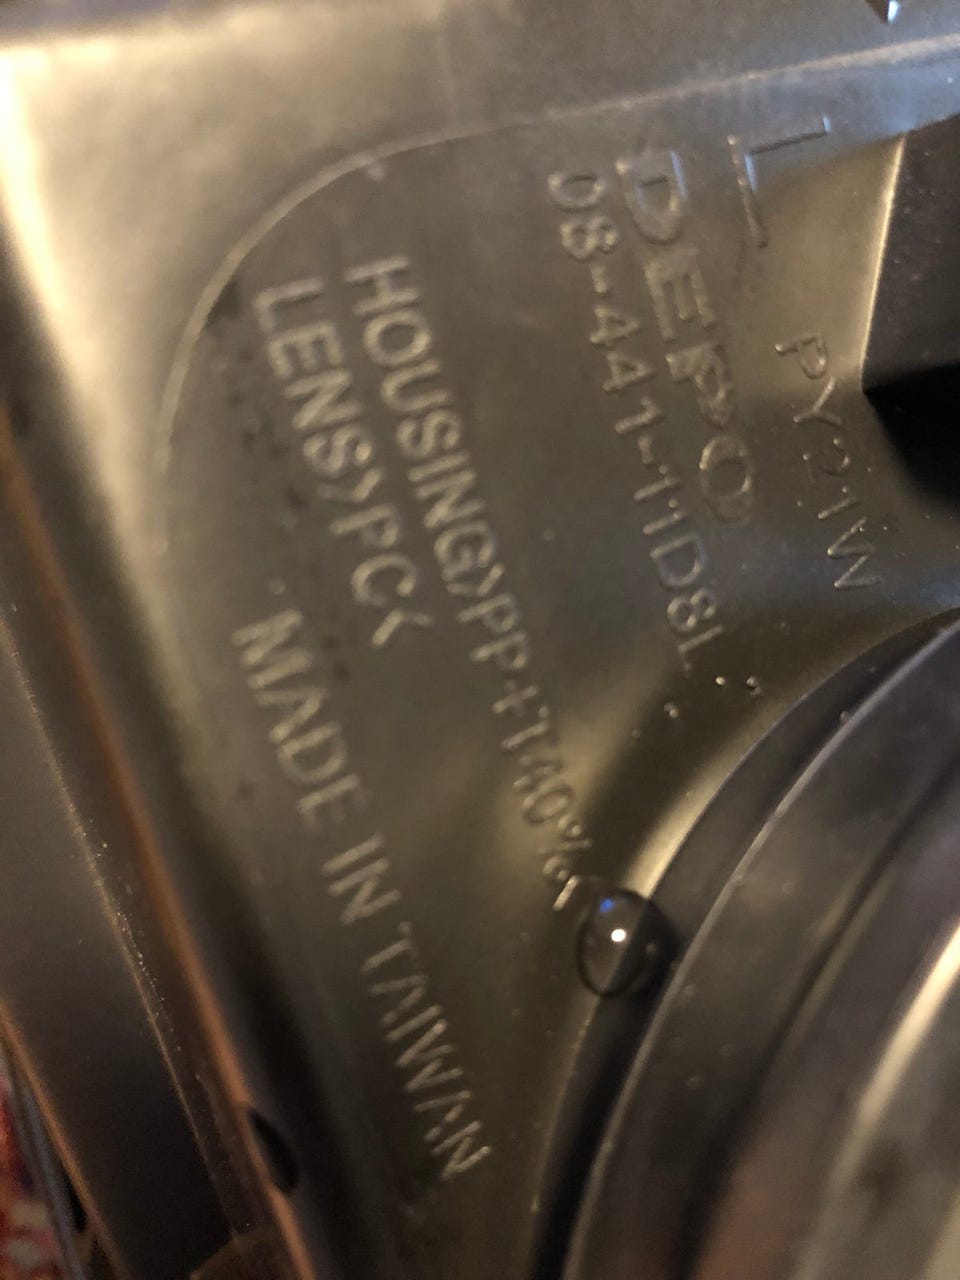 L
PY21W
DEPO
08-441-11D8L
HOUSING>PP+T40%<
LENS>PC<
MADE IN TAIWAN